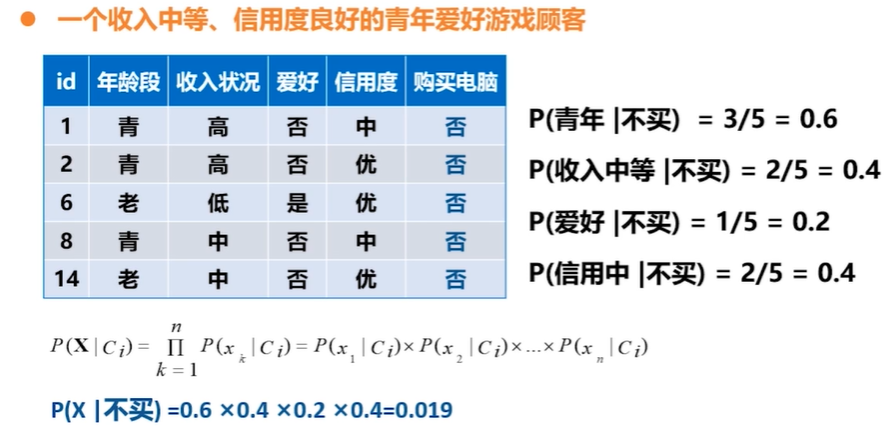 ● 一个收入中等、信用度良好的青年爱好游戏顾客
id 年龄段 收入状况 爱好 信用度 购买电脑
1 青 高 否 中 否
2 青 高 否 优 否
6 老 低 是 优 否
8 青 中 否 中 否
14 老 中 否 优 否
P(青年 |不买) = 3/5 = 0.6
P(收入中等 |不买) = 2/5 = 0.4
P(爱好 |不买) = 1/5 = 0.2
P(信用中 |不买) = 2/5 = 0.4
P(X | C_i) = ∏_{k=1}^{n} P(x_k | C_i) = P(x_1 | C_i) × P(x_2 | C_i) × ... × P(x_n | C_i)
P(X |不买) =0.6 ×0.4 ×0.2 ×0.4=0.019